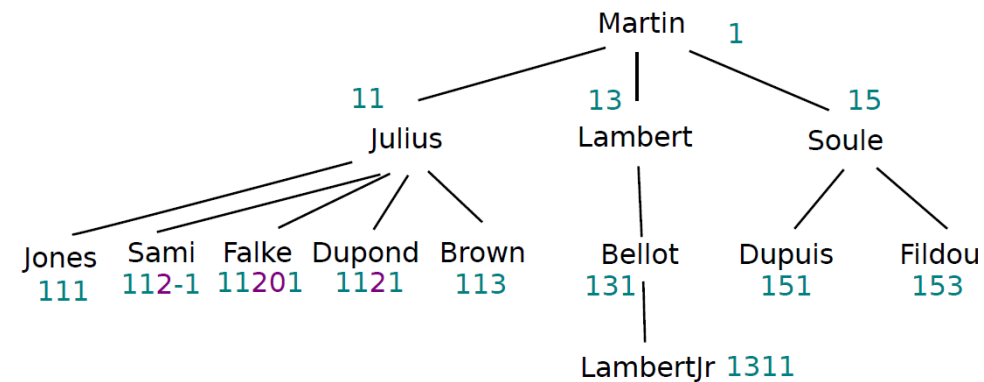 Martin 1
11 13 15
Julius Lambert Soule
Jones Sami Falke Dupond Brown Bellot Dupuis Fildou
111 112-1 11201 1121 113 131 151 153
LambertJr 1311